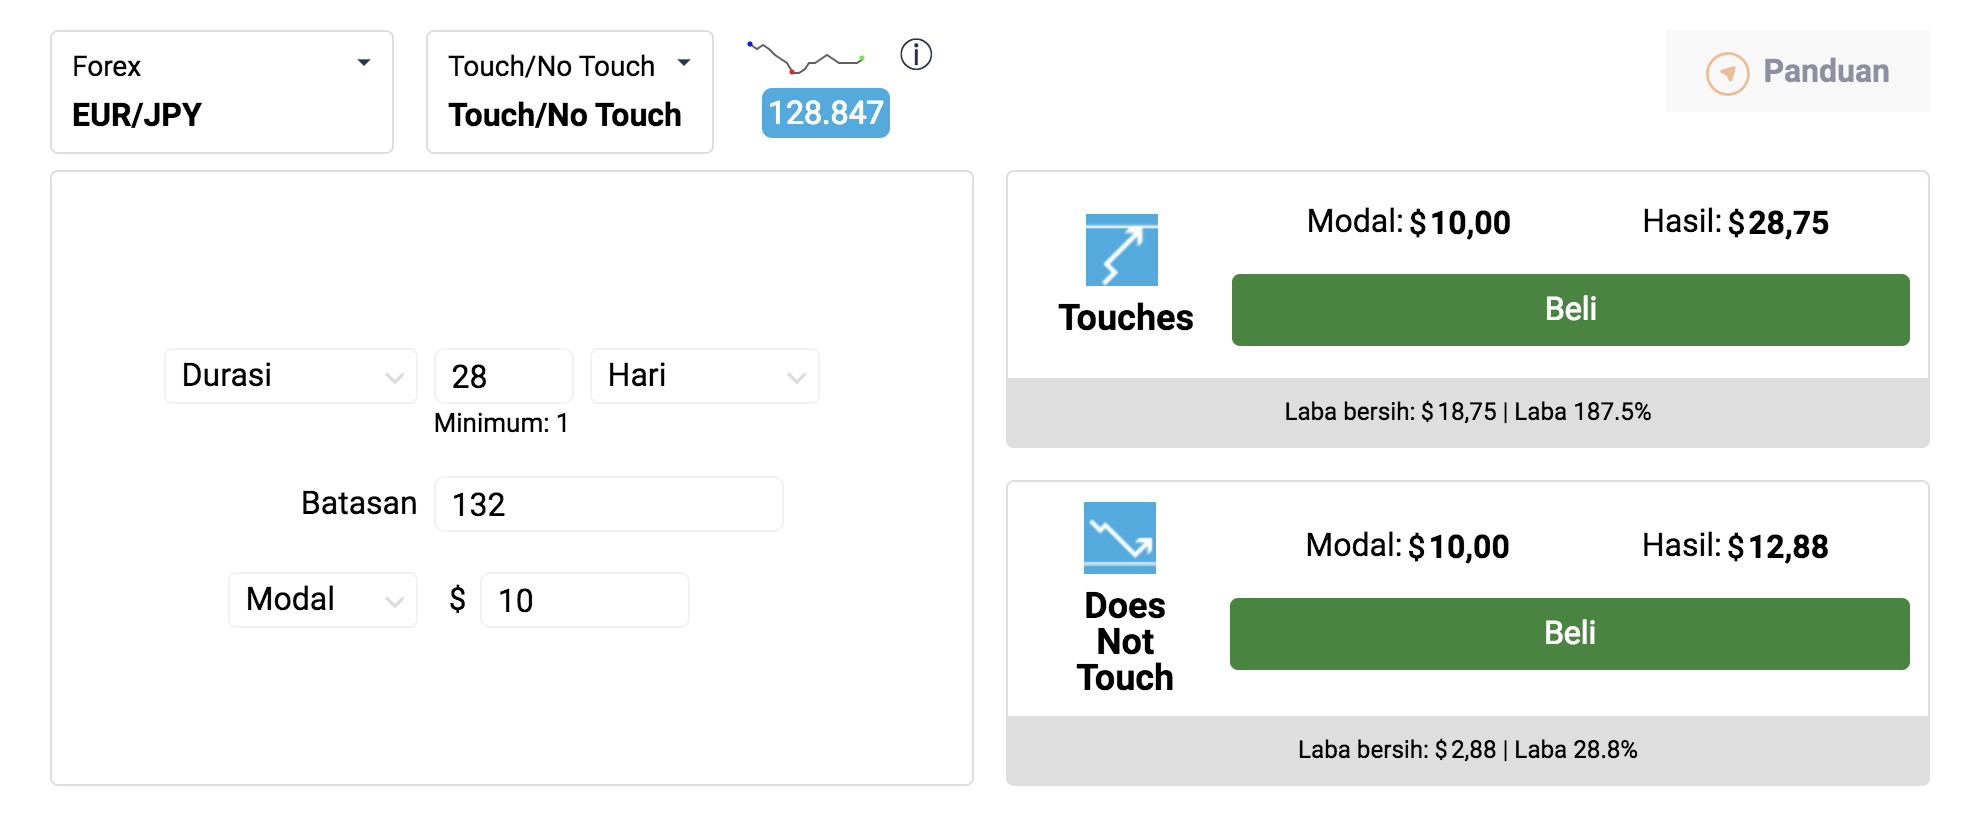 Forex
EUR/JPY
Touch/No Touch
Touch/No Touch
128.847
Panduan
Durasi
28
Hari
Minimum: 1
Batasan
132
Modal
$
10
Touches
Modal: $10,00
Hasil: $28,75
Beli
Laba bersih: $18,75 | Laba 187.5%
Does
Not
Touch
Modal: $10,00
Hasil: $12,88
Beli
Laba bersih: $2,88 | Laba 28.8%